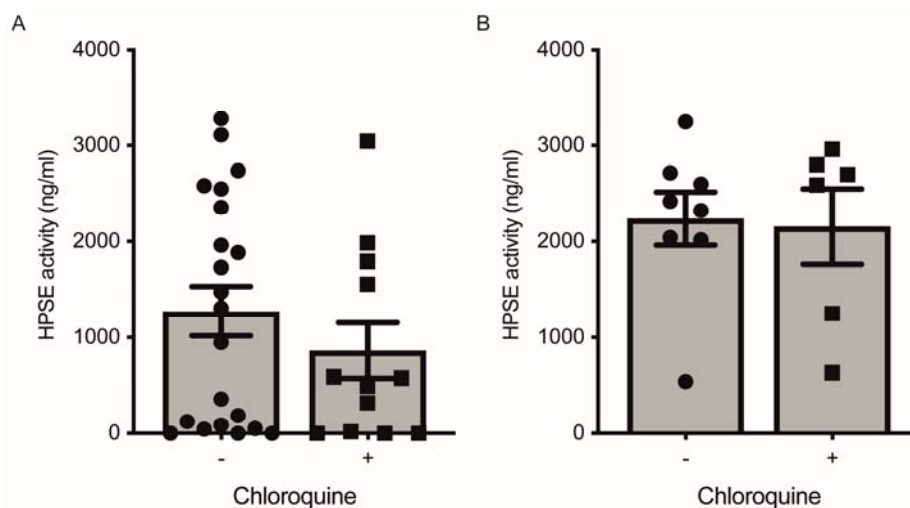 A
HPSE activity (ng/ml)
4000
3000
2000
1000
0
- +
Chloroquine
B
HPSE activity (ng/ml)
4000
3000
2000
1000
0
- +
Chloroquine